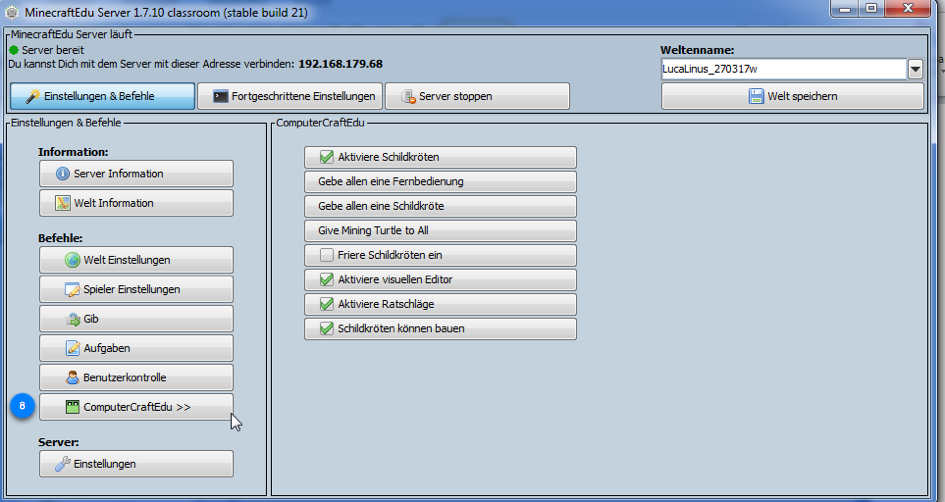 MinecraftEdu Server 1.7.10 classroom (stable build 21)
MinecraftEdu Server läuft
Server bereit
Du kannst Dich mit dem Server mit dieser Adresse verbinden: 192.168.179.68
Weltenname:
LucaLinus_270317w
Einstellungen & Befehle
Fortgeschrittene Einstellungen
Server stoppen
Welt speichern
Einstellungen & Befehle
Information:
Server Information
Welt Information
Befehle:
Welt Einstellungen
Spieler Einstellungen
Gib
Aufgaben
Benutzerkontrolle
8
ComputerCraftEdu >>
Server:
Einstellungen
ComputerCraftEdu
Aktiviere Schildkröten
Gebe allen eine Fernbedienung
Gebe allen eine Schildkröte
Give Mining Turtle to All
Friere Schildkröten ein
Aktiviere visuellen Editor
Aktiviere Ratschläge
Schildkröten können bauen